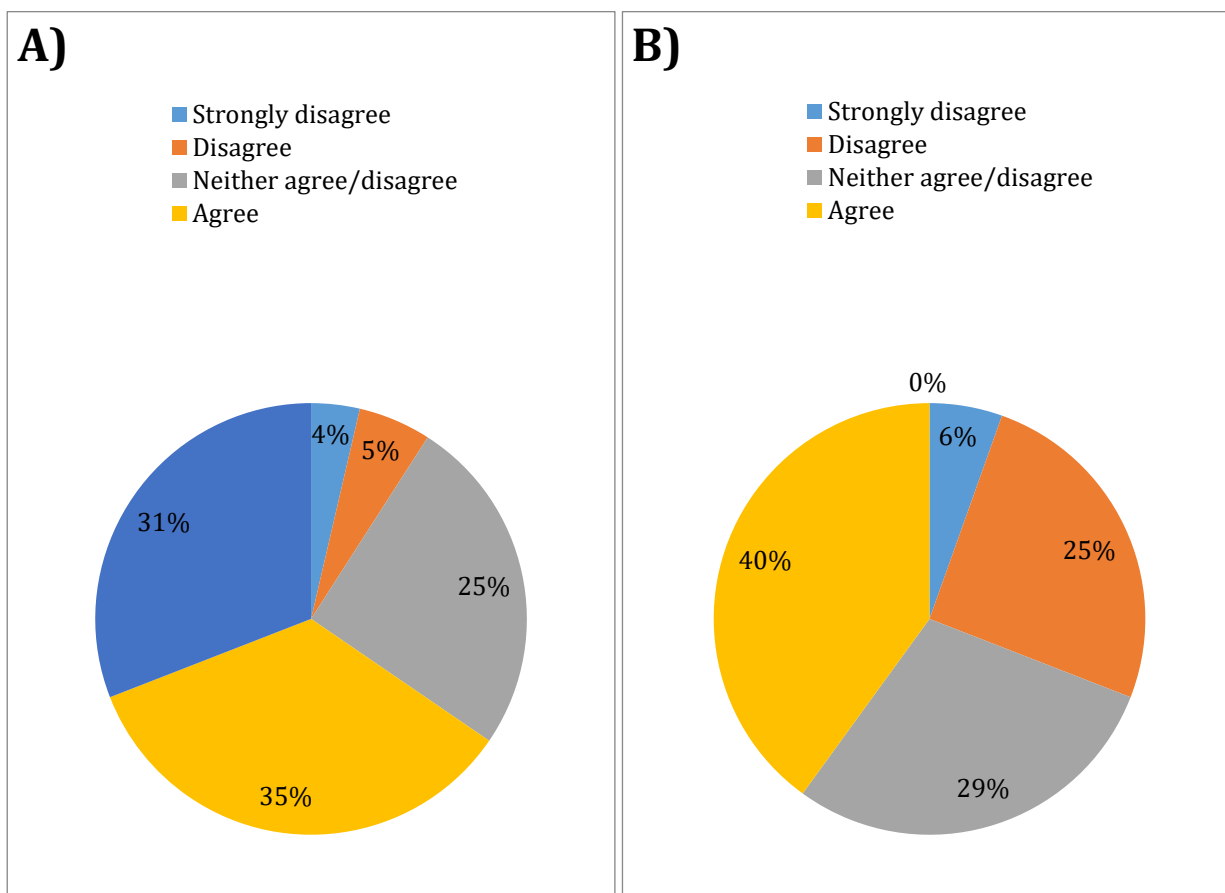 A)
Strongly disagree
Disagree
Neither agree/disagree
Agree
4%
5%
25%
35%
31%
B)
Strongly disagree
Disagree
Neither agree/disagree
Agree
0%
6%
25%
29%
40%